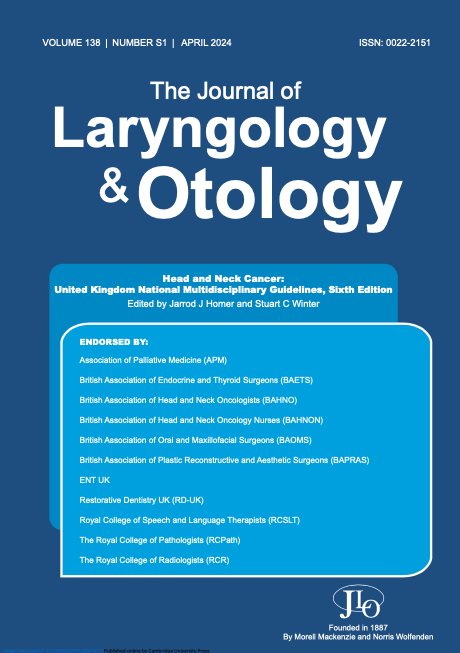 VOLUME 138 | NUMBER S1 | APRIL 2024
ISSN: 0022-2151
The Journal of
Laryngology
& Otology
Head and Neck Cancer:
United Kingdom National Multidisciplinary Guidelines, Sixth Edition
Edited by Jarrod J Homer and Stuart C Winter
ENDORSED BY:
Association of Palliative Medicine (APM)
British Association of Endocrine and Thyroid Surgeons (BAETS)
British Association of Head and Neck Oncologists (BAHNO)
British Association of Head and Neck Oncology Nurses (BAHNON)
British Association of Oral and Maxillofacial Surgeons (BAOMS)
British Association of Plastic Reconstructive and Aesthetic Surgeons (BAPRAS)
ENT UK
Restorative Dentistry UK (RD-UK)
Royal College of Speech and Language Therapists (RCSLT)
The Royal College of Pathologists (RCPath)
The Royal College of Radiologists (RCR)
JLO
Founded in 1887
By Morell Mackenzie and Norris Wolfenden
Published online by Cambridge University Press